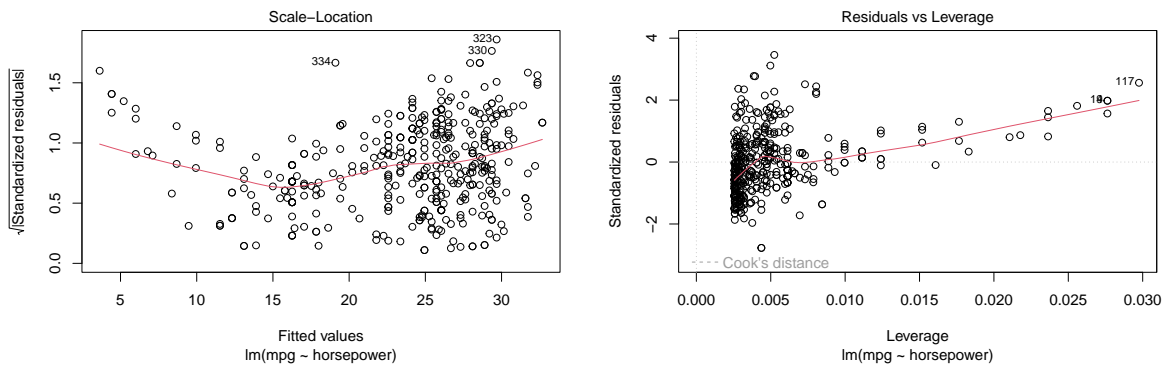 Scale−Location
√|Standardized residuals|
0.0
0.5
1.0
1.5
323
330
334
5
10
15
20
25
30
Fitted values
lm(mpg ~ horsepower)
Residuals vs Leverage
Standardized residuals
−2
0
2
4
117
Cook's distance
0.000
0.005
0.010
0.015
0.020
0.025
0.030
Leverage
lm(mpg ~ horsepower)